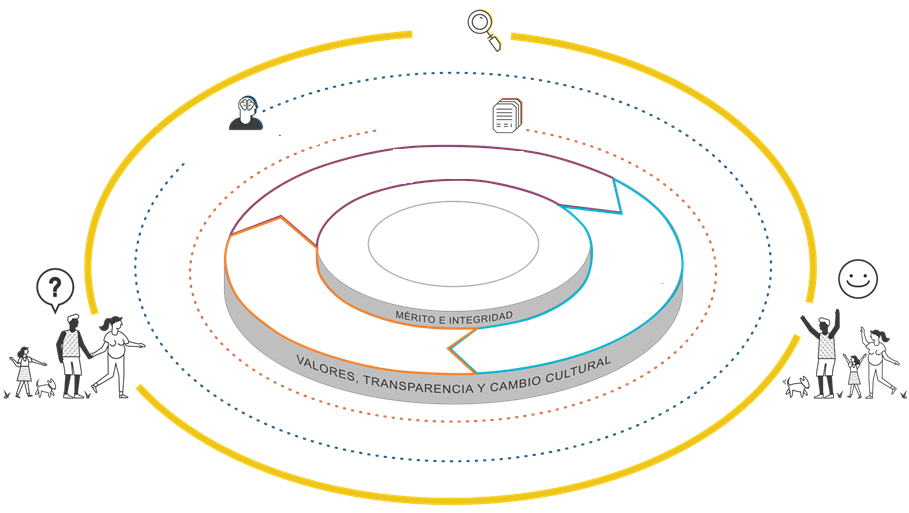 ?
MÉRITO E INTEGRIDAD
VALORES, TRANSPARENCIA Y CAMBIO CULTURAL